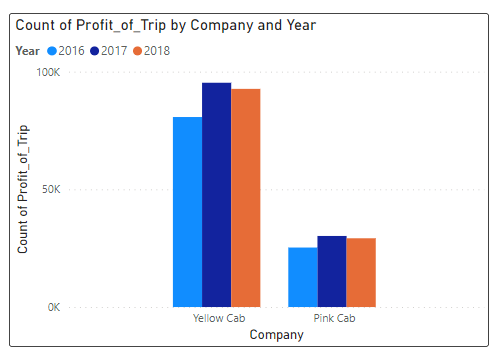 Count of Profit_of_Trip by Company and Year
Year 2016 2017 2018
100K
50K
0K
Count of Profit_of_Trip
Yellow Cab Pink Cab
Company